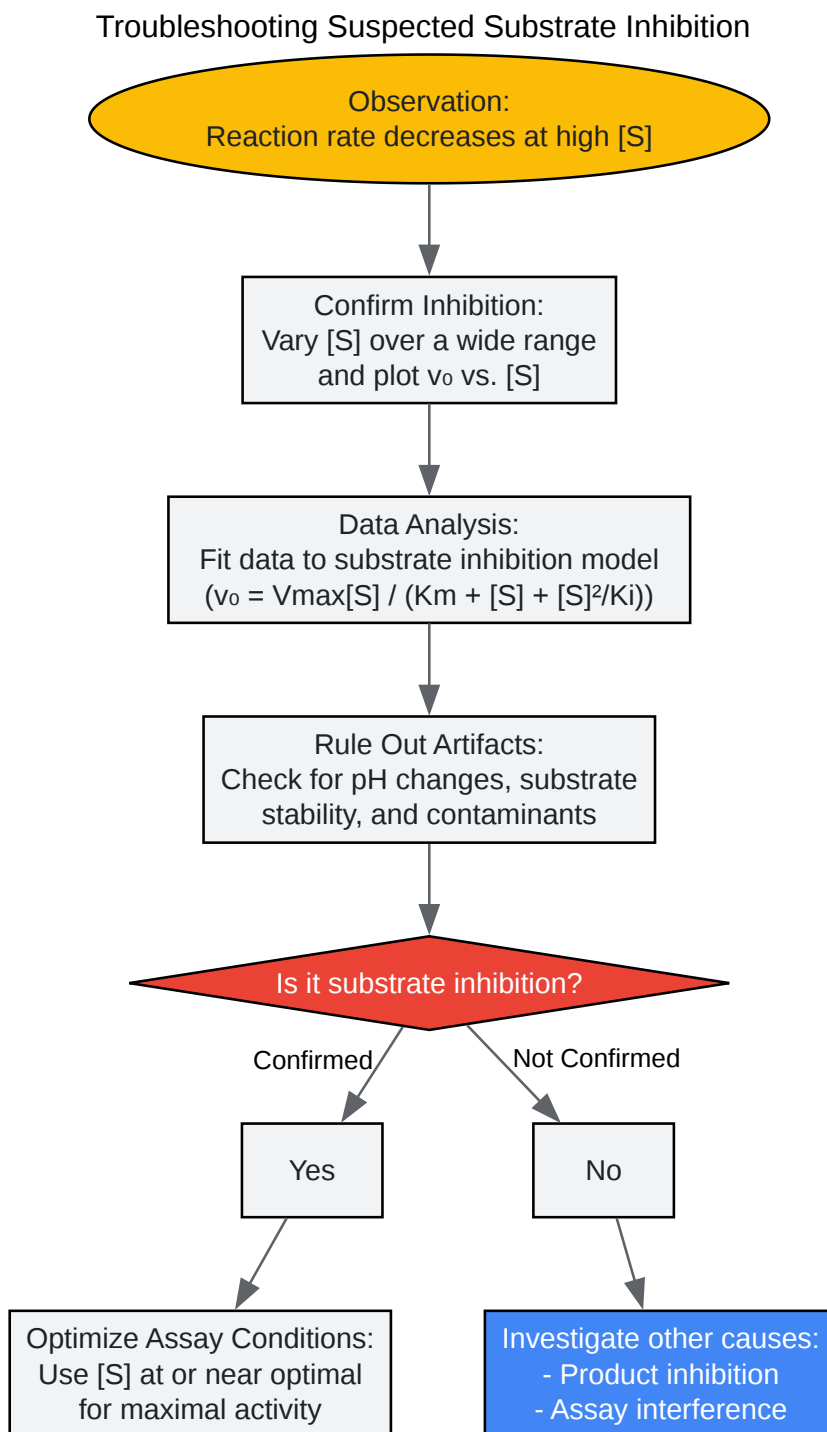 Troubleshooting Suspected Substrate Inhibition
Observation:
Reaction rate decreases at high [S]
Confirm Inhibition:
Vary [S] over a wide range
and plot v₀ vs. [S]
Data Analysis:
Fit data to substrate inhibition model
(v₀ = Vmax[S] / (Km + [S] + [S]²/Ki))
Rule Out Artifacts:
Check for pH changes, substrate
stability, and contaminants
Is it substrate inhibition?
Confirmed
Not Confirmed
Yes
No
Optimize Assay Conditions:
Use [S] at or near optimal
for maximal activity
Investigate other causes:
- Product inhibition
- Assay interference